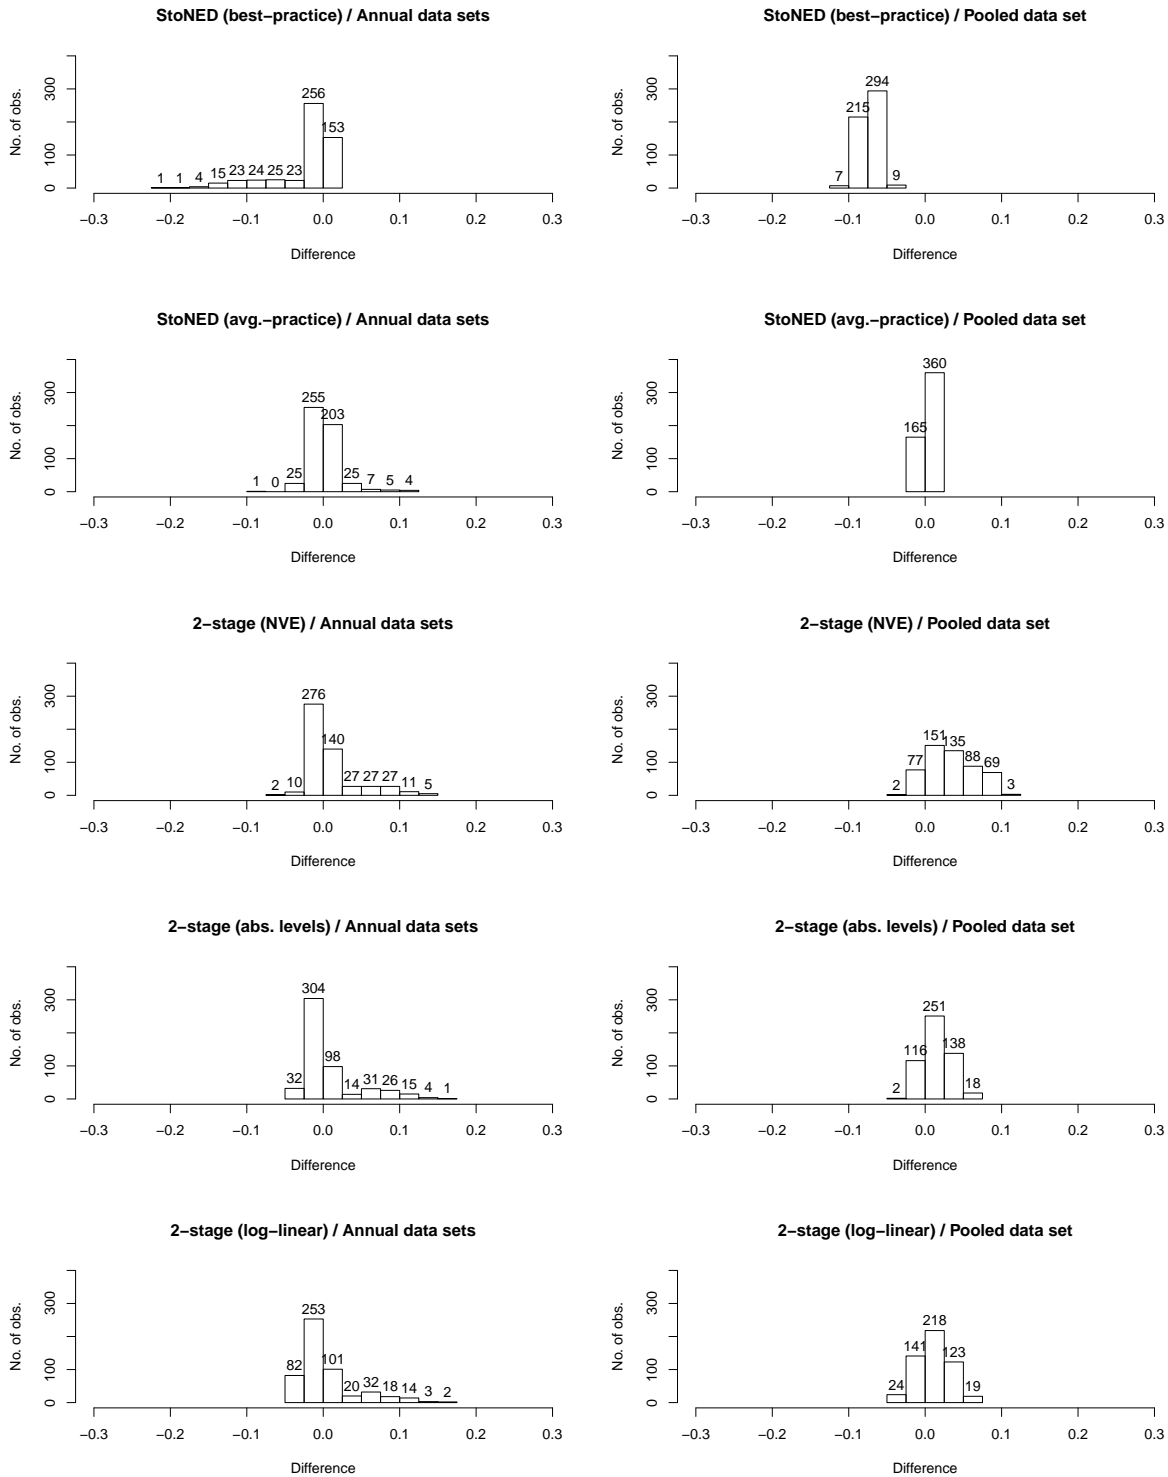 StoNED (best−practice) / Annual data sets
No. of obs.
0 100 300
1 1 4 15 23 24 25 23 256 153
−0.3 −0.2 −0.1 0.0 0.1 0.2 0.3
Difference
StoNED (best−practice) / Pooled data set
No. of obs.
0 100 300
7 215 294 9
−0.3 −0.2 −0.1 0.0 0.1 0.2 0.3
Difference
StoNED (avg.−practice) / Annual data sets
No. of obs.
0 100 300
1 0 25 255 203 25 7 5 4
−0.3 −0.2 −0.1 0.0 0.1 0.2 0.3
Difference
StoNED (avg.−practice) / Pooled data set
No. of obs.
0 100 300
165 360
−0.3 −0.2 −0.1 0.0 0.1 0.2 0.3
Difference
2−stage (NVE) / Annual data sets
No. of obs.
0 100 300
2 10 276 140 27 27 27 11 5
−0.3 −0.2 −0.1 0.0 0.1 0.2 0.3
Difference
2−stage (NVE) / Pooled data set
No. of obs.
0 100 300
2 77 151 135 88 69 3
−0.3 −0.2 −0.1 0.0 0.1 0.2 0.3
Difference
2−stage (abs. levels) / Annual data sets
No. of obs.
0 100 300
32 304 98 14 31 26 15 4 1
−0.3 −0.2 −0.1 0.0 0.1 0.2 0.3
Difference
2−stage (abs. levels) / Pooled data set
No. of obs.
0 100 300
2 116 251 138 18
−0.3 −0.2 −0.1 0.0 0.1 0.2 0.3
Difference
2−stage (log−linear) / Annual data sets
No. of obs.
0 100 300
82 253 101 20 32 18 14 3 2
−0.3 −0.2 −0.1 0.0 0.1 0.2 0.3
Difference
2−stage (log−linear) / Pooled data set
No. of obs.
0 100 300
24 141 218 123 19
−0.3 −0.2 −0.1 0.0 0.1 0.2 0.3
Difference